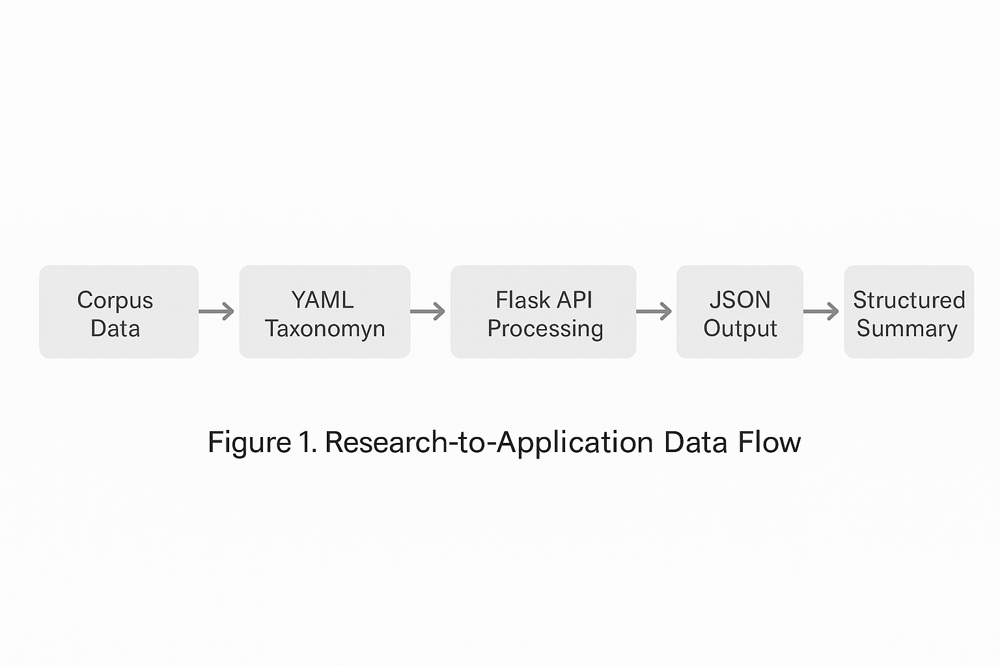 Corpus
Data
YAML
Taxonomyn
Flask API
Processing
JSON
Output
Structured
Summary
Figure 1. Research-to-Application Data Flow